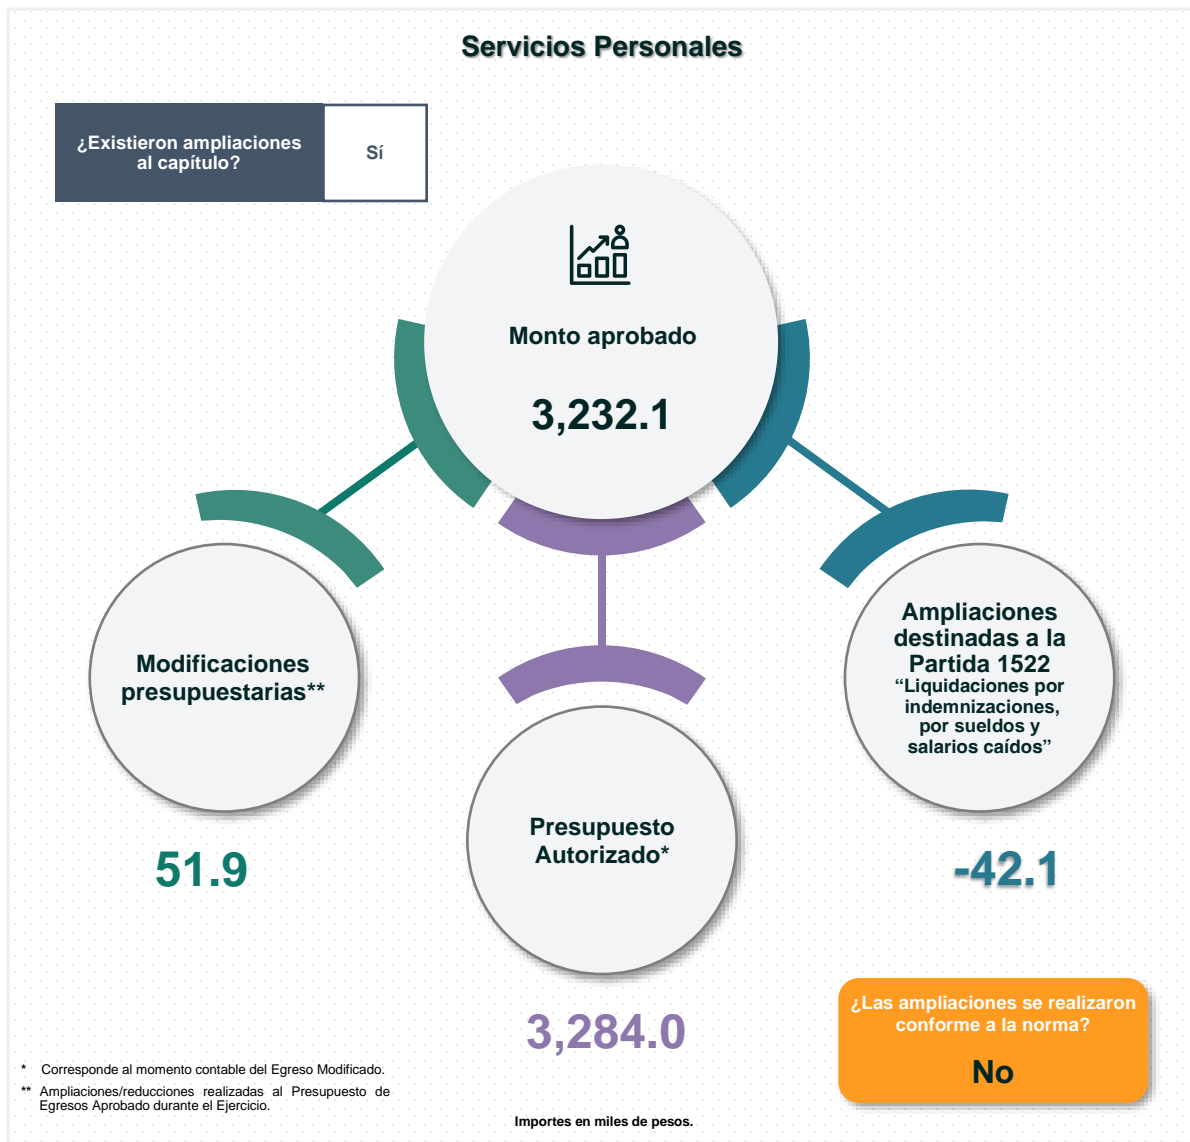 Servicios Personales
¿Existieron ampliaciones
al capítulo?
Sí
Monto aprobado
3,232.1
Modificaciones
presupuestarias**
51.9
Presupuesto
Autorizado*
3,284.0
Ampliaciones
destinadas a la
Partida 1522
“Liquidaciones por
indemnizaciones,
por sueldos y
salarios caídos”
-42.1
¿Las ampliaciones se realizaron
conforme a la norma?
No
* Corresponde al momento contable del Egreso Modificado.
** Ampliaciones/reducciones realizadas al Presupuesto de
Egresos Aprobado durante el Ejercicio.
Importes en miles de pesos.